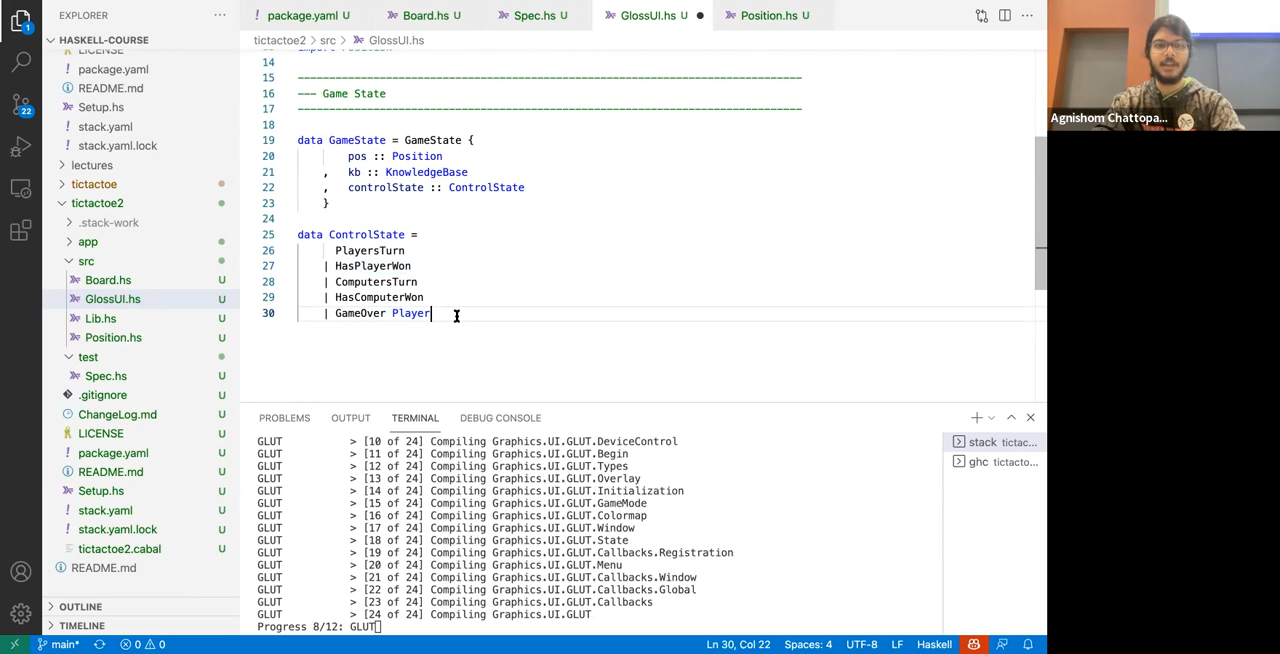 EXPLORER
HASKELL-COURSE
LICENSE
package.yaml
README.md
Setup.hs
stack.yaml
stack.yaml.lock
lectures
tictactoe
tictactoe2
.stack-work
app
src
Board.hs U
GlossUI.hs U
Lib.hs U
Position.hs U
test
Spec.hs U
.gitignore U
ChangeLog.md U
LICENSE U
package.yaml U
README.md U
Setup.hs U
stack.yaml U
stack.yaml.lock U
tictactoe2.cabal U
README.md
OUTLINE
TIMELINE
package.yaml U Board.hs U Spec.hs U GlossUI.hs U Position.hs U
tictactoe2 > src > GlossUI.hs
14
15 --------------------------------------------------------------------------------
16 --- Game State
17 --------------------------------------------------------------------------------
18
19 data GameState = GameState {
20 pos :: Position
21 , kb :: KnowledgeBase
22 , controlState :: ControlState
23 }
24
25 data ControlState =
26 PlayersTurn
27 | HasPlayerWon
28 | ComputersTurn
29 | HasComputerWon
30 | GameOver Player
PROBLEMS OUTPUT TERMINAL DEBUG CONSOLE
GLUT > [10 of 24] Compiling Graphics.UI.GLUT.DeviceControl
GLUT > [11 of 24] Compiling Graphics.UI.GLUT.Begin
GLUT > [12 of 24] Compiling Graphics.UI.GLUT.Types
GLUT > [13 of 24] Compiling Graphics.UI.GLUT.Overlay
GLUT > [14 of 24] Compiling Graphics.UI.GLUT.Initialization
GLUT > [15 of 24] Compiling Graphics.UI.GLUT.GameMode
GLUT > [16 of 24] Compiling Graphics.UI.GLUT.Colormap
GLUT > [17 of 24] Compiling Graphics.UI.GLUT.Window
GLUT > [18 of 24] Compiling Graphics.UI.GLUT.State
GLUT > [19 of 24] Compiling Graphics.UI.GLUT.Callbacks.Registration
GLUT > [20 of 24] Compiling Graphics.UI.GLUT.Menu
GLUT > [21 of 24] Compiling Graphics.UI.GLUT.Callbacks.Window
GLUT > [22 of 24] Compiling Graphics.UI.GLUT.Callbacks.Global
GLUT > [23 of 24] Compiling Graphics.UI.GLUT.Callbacks
GLUT > [24 of 24] Compiling Graphics.UI.GLUT
Progress 8/12: GLUT
stack tictac...
ghc tictacto...
Agnishom Chattopa...
1
22
main* 0 0 Ln 30, Col 22 Spaces: 4 UTF-8 LF Haskell